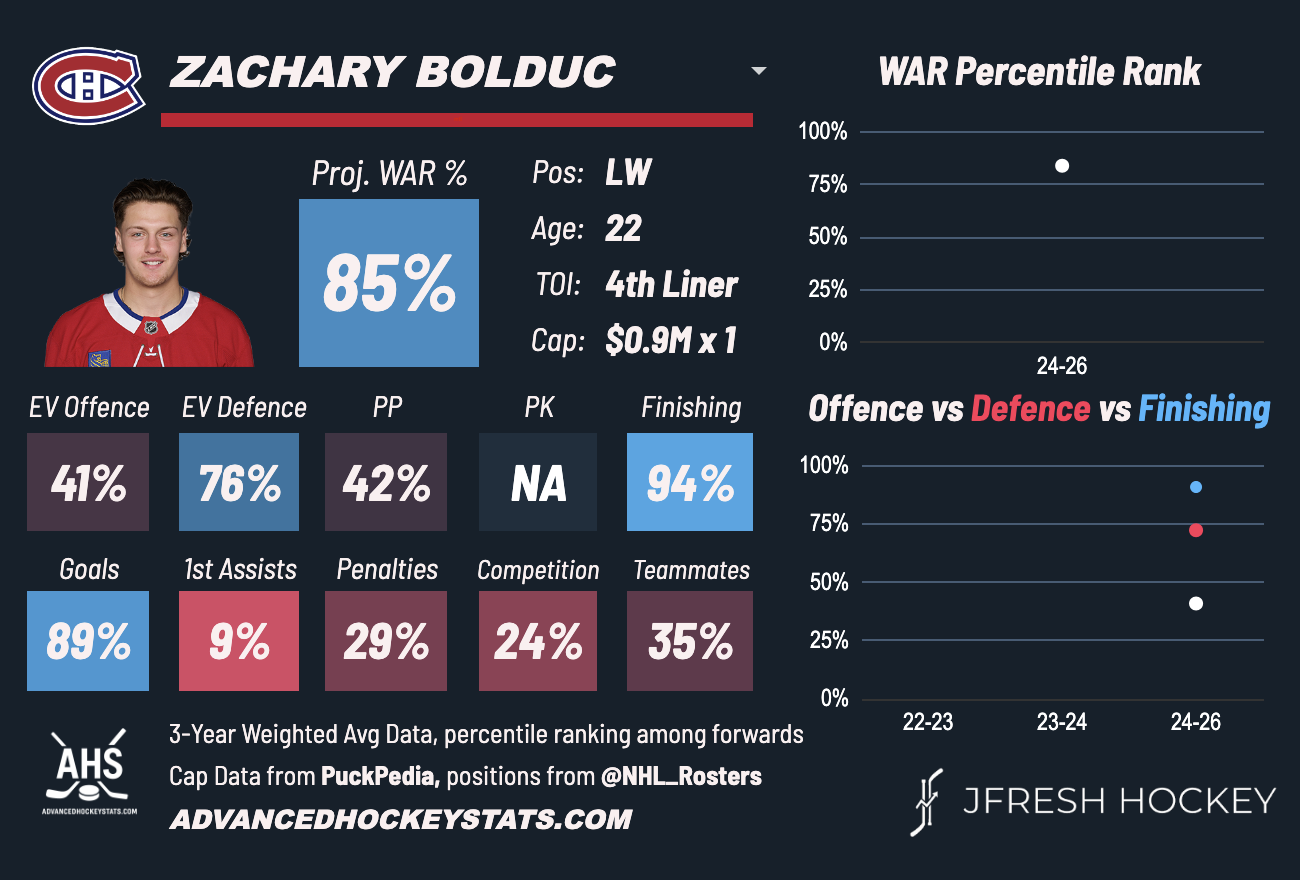 ZACHARY BOLDUC
Proj. WAR %
85%
Pos: LW
Age: 22
TOI: 4th Liner
Cap: $0.9M x 1
EV Offence EV Defence PP PK Finishing
41% 76% 42% NA 94%
Goals 1st Assists Penalties Competition Teammates
89% 9% 29% 24% 35%
3-Year Weighted Avg Data, percentile ranking among forwards
Cap Data from PuckPedia, positions from @NHL_Rosters
ADVANCEDHOCKEYSTATS.COM
AHS
ADVANCEDHOCKEYSTATS.COM
WAR Percentile Rank
100%
75%
50%
25%
0%
24-26
Offence vs Defence vs Finishing
100%
75%
50%
25%
0%
22-23 23-24 24-26
JFRESH HOCKEY